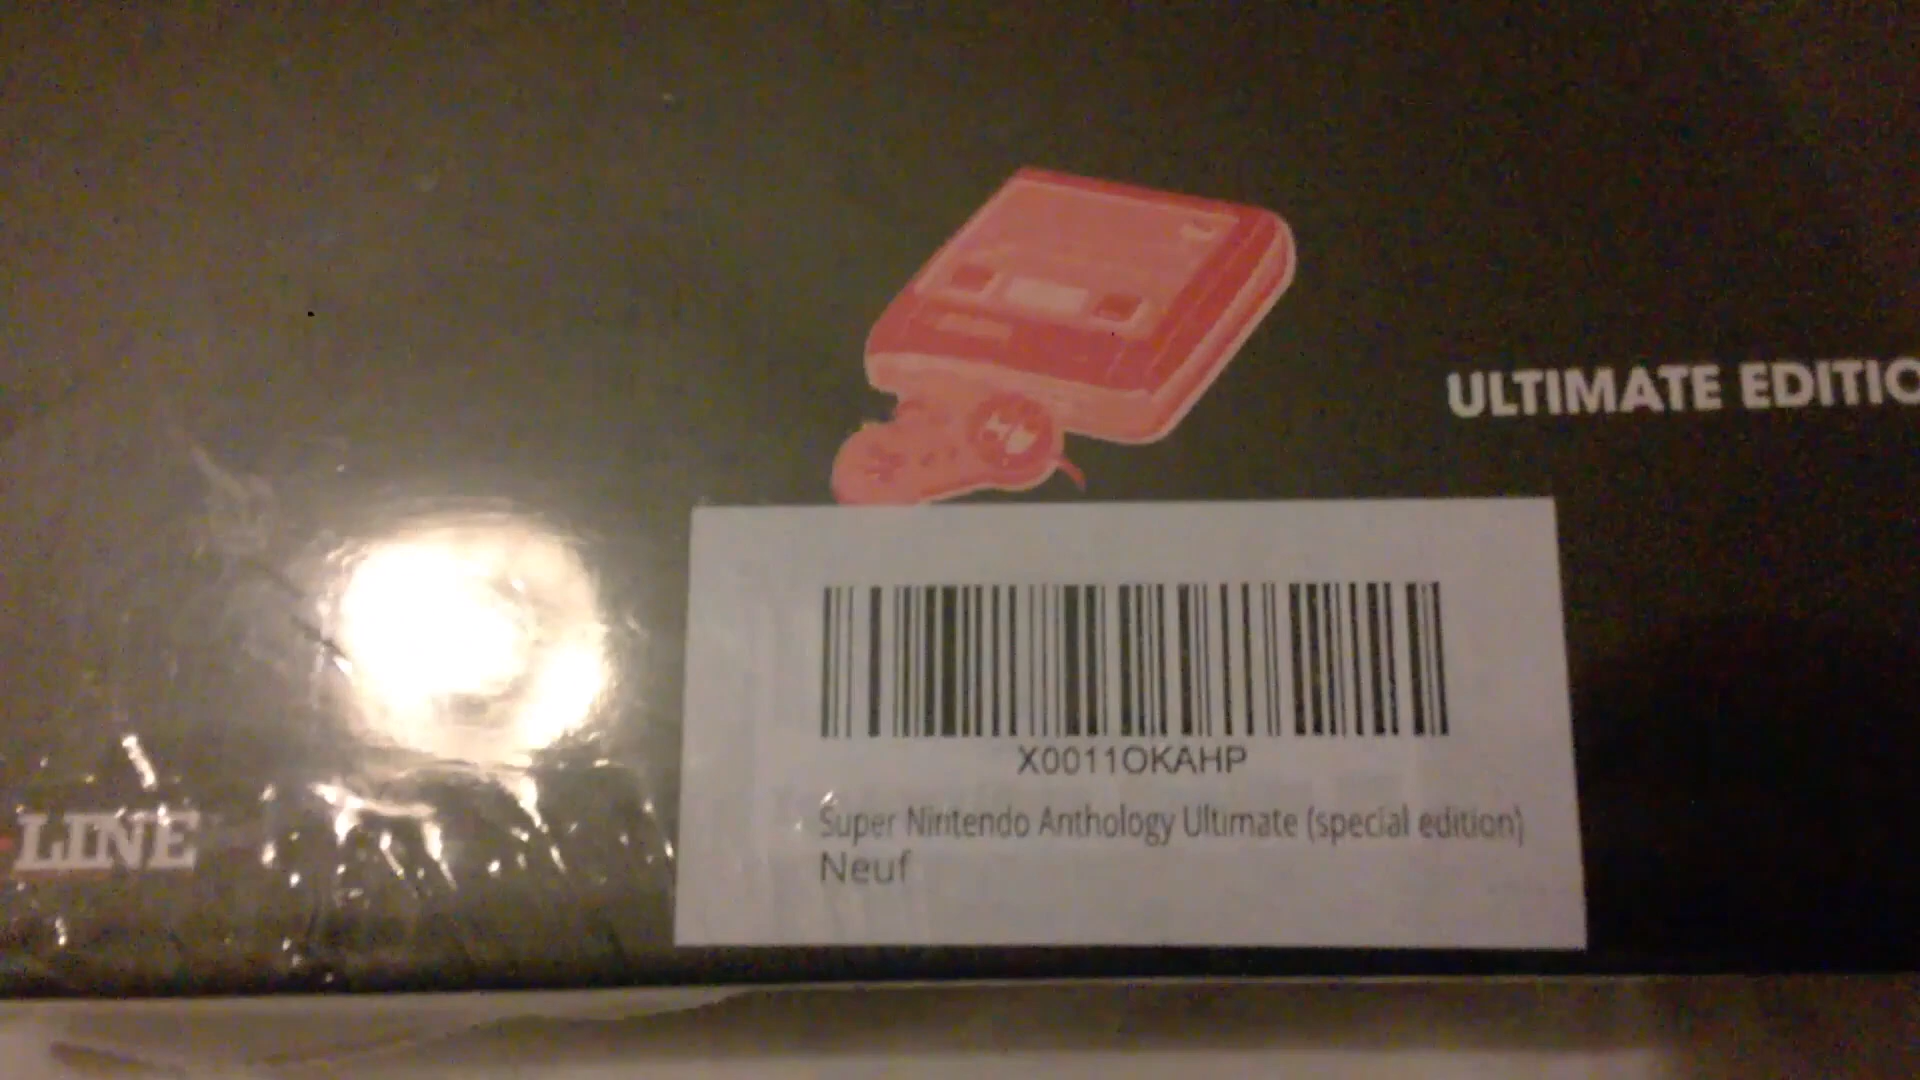 ULTIMATE EDITIO
LINE
X0011OKAHP
Super Nintendo Anthology Ultimate (special edition)
Neuf